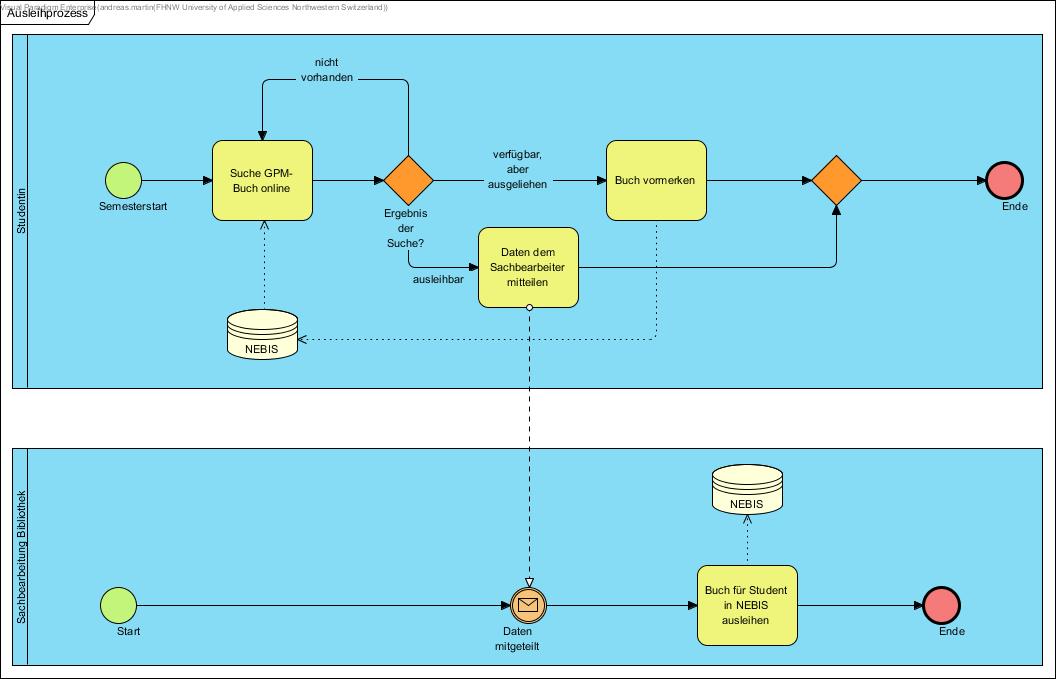 Visual Paradigm Enterprise(andreas.martin(FHNW University of Applied Sciences Northwestern Switzerland))
Ausleihprozess
Studentin
nicht
vorhanden
Semesterstart
Suche GPM-
Buch online
Ergebnis
der
Suche?
verfügbar,
aber
ausgeliehen
Buch vormerken
Ende
ausleihbar
Daten dem
Sachbearbeiter
mitteilen
NEBIS
Sachbearbeitung Bibliothek
NEBIS
Start
Daten
mitgeteilt
Buch für Student
in NEBIS
ausleihen
Ende